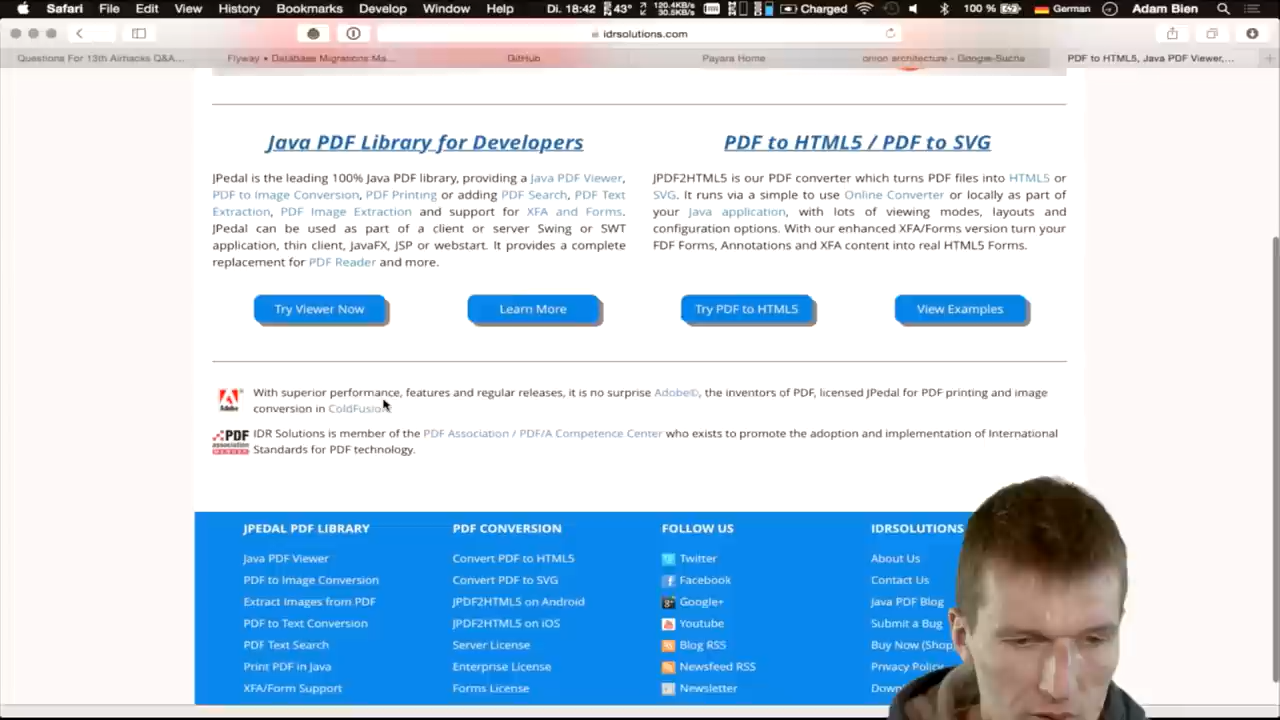 Safari File Edit View History Bookmarks Develop Window Help Di. 18:42 43° 120.4KB/s 30.5KB/s Charged 100 % German Adam Bien
idrsolutions.com
Questions For 13th Airhacks Q&A... Flyway • Database Migrations Ma... GitHub Payara Home onion architecture - Google-Suche PDF to HTML5, Java PDF Viewer,...
Java PDF Library for Developers
JPedal is the leading 100% Java PDF library, providing a Java PDF Viewer,
PDF to Image Conversion, PDF Printing or adding PDF Search, PDF Text
Extraction, PDF Image Extraction and support for XFA and Forms.
JPedal can be used as part of a client or server Swing or SWT
application, thin client, JavaFX, JSP or webstart. It provides a complete
replacement for PDF Reader and more.
Try Viewer Now Learn More
PDF to HTML5 / PDF to SVG
JPDF2HTML5 is our PDF converter which turns PDF files into HTML5 or
SVG. It runs via a simple to use Online Converter or locally as part of
your Java application, with lots of viewing modes, layouts and
configuration options. With our enhanced XFA/Forms version turn your
FDF Forms, Annotations and XFA content into real HTML5 Forms.
Try PDF to HTML5 View Examples
Adobe
With superior performance, features and regular releases, it is no surprise Adobe©, the inventors of PDF, licensed JPedal for PDF printing and image
conversion in ColdFusion
PDF
association
IDR Solutions is member of the PDF Association / PDF/A Competence Center who exists to promote the adoption and implementation of International
Standards for PDF technology.
JPEDAL PDF LIBRARY
Java PDF Viewer
PDF to Image Conversion
Extract Images from PDF
PDF to Text Conversion
PDF Text Search
Print PDF in Java
XFA/Form Support
PDF CONVERSION
Convert PDF to HTML5
Convert PDF to SVG
JPDF2HTML5 on Android
JPDF2HTML5 on iOS
Server License
Enterprise License
Forms License
FOLLOW US
Twitter
Facebook
Google+
Youtube
Blog RSS
Newsfeed RSS
Newsletter
IDRSOLUTIONS
About Us
Contact Us
Java PDF Blog
Submit a Bug
Buy Now (Shop
Privacy Policy
Down